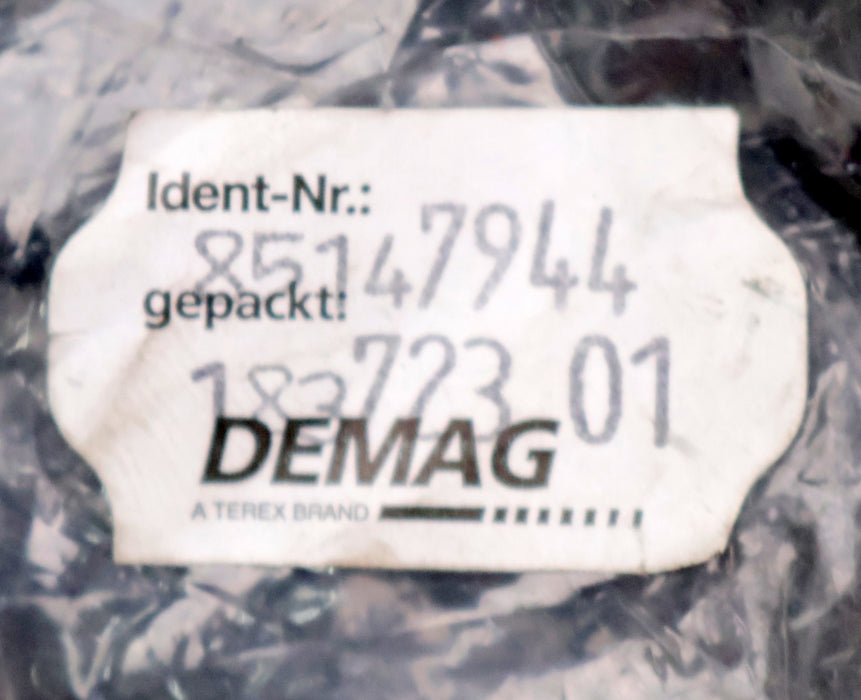 Ident-Nr.:
85147944
gepackt:
183723 01
DEMAG
A TEREX BRAND